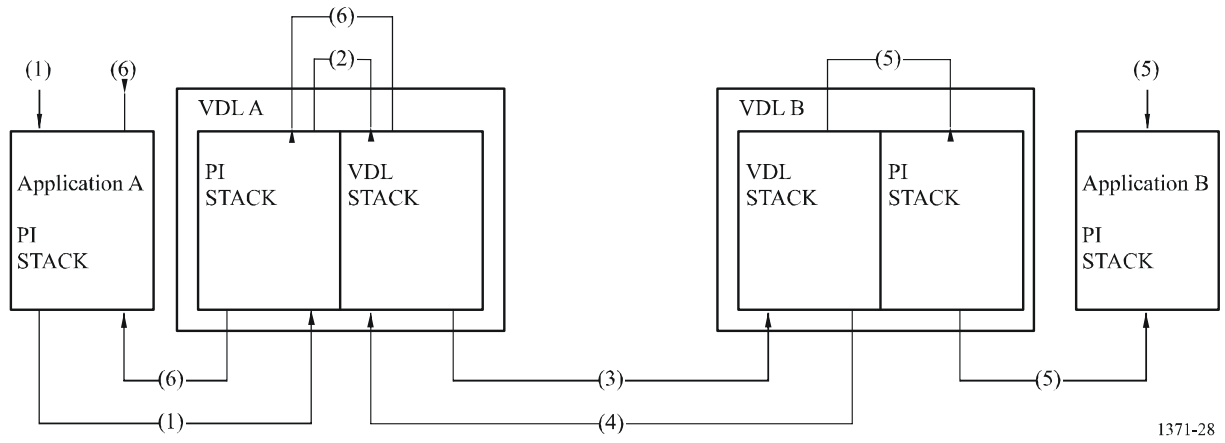 (6)
(1)
(6)
(2)
(5)
(5)
VDL A
VDL B
Application A
PI
STACK
PI
STACK
VDL
STACK
VDL
STACK
PI
STACK
Application B
PI
STACK
(6)
(3)
(5)
(1)
(4)
1371-28